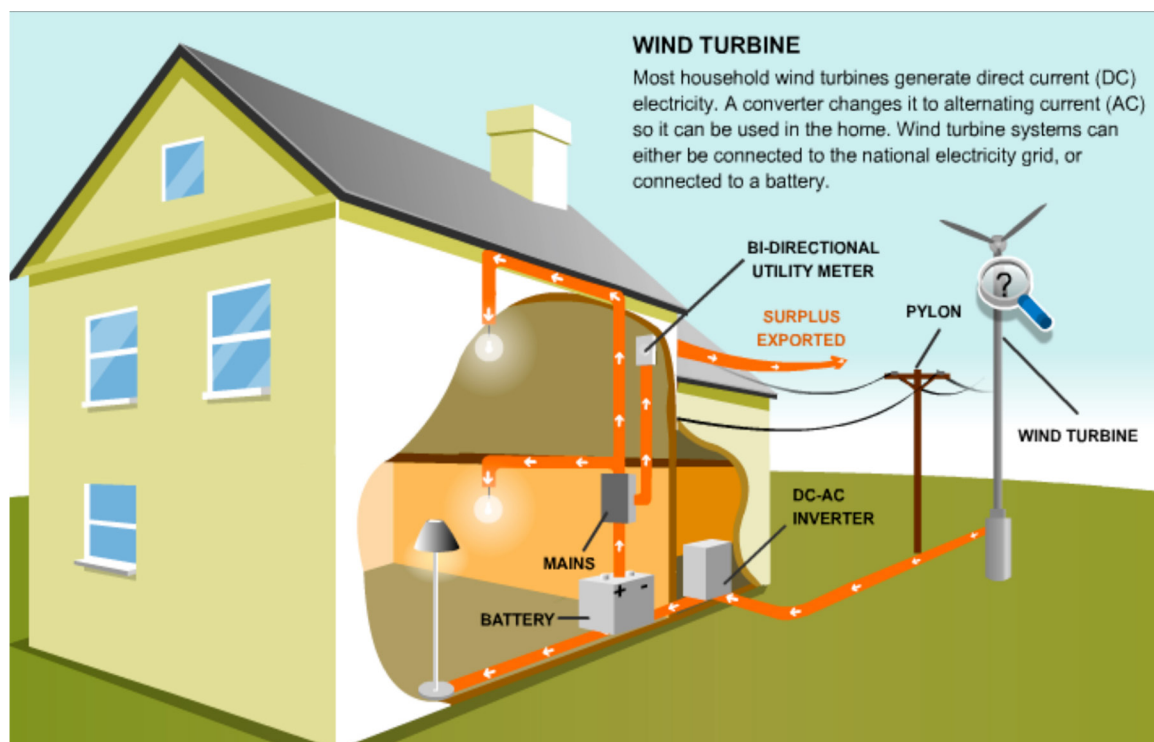 WIND TURBINE
Most household wind turbines generate direct current (DC)
electricity. A converter changes it to alternating current (AC)
so it can be used in the home. Wind turbine systems can
either be connected to the national electricity grid, or
connected to a battery.
BI-DIRECTIONAL
UTILITY METER
SURPLUS
EXPORTED
PYLON
?
WIND TURBINE
DC-AC
INVERTER
MAINS
+ -
BATTERY